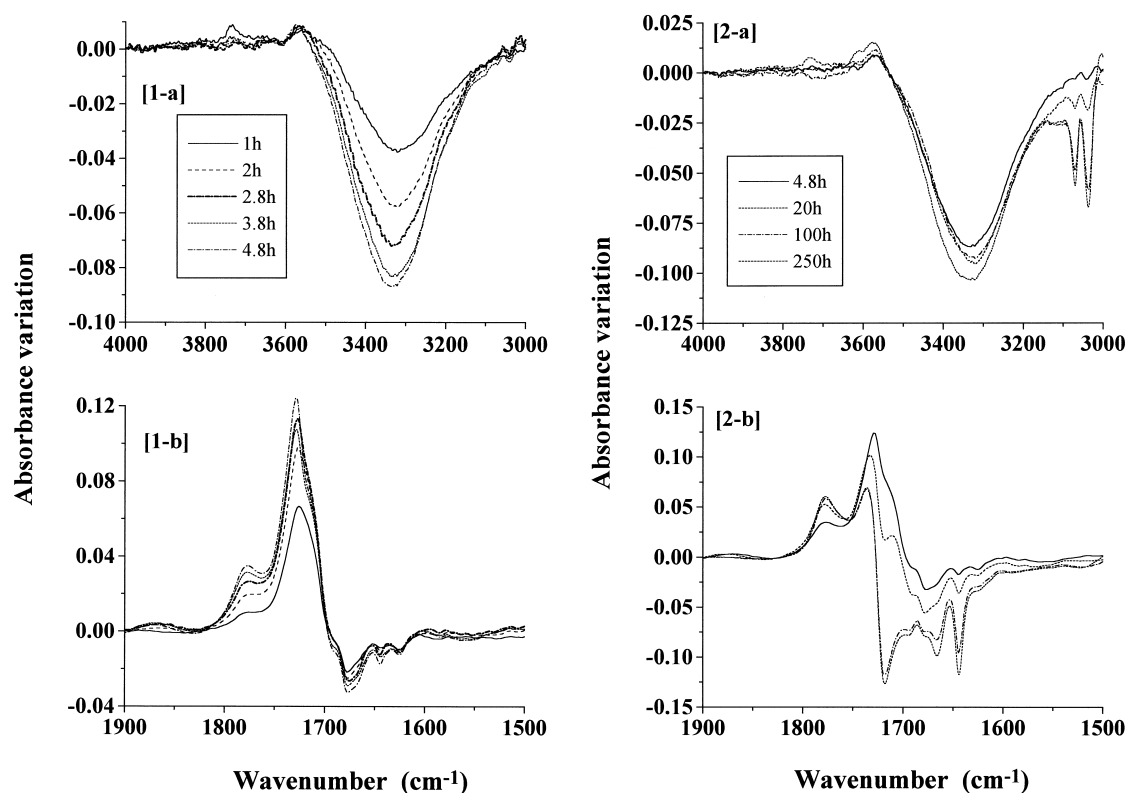 Absorbance variation
[1-a]
0.00
-0.02
-0.04
-0.06
-0.08
-0.10
1h
2h
2.8h
3.8h
4.8h
4000 3800 3600 3400 3200 3000
[1-b]
0.12
0.08
0.04
0.00
-0.04
1900 1800 1700 1600 1500
Wavenumber (cm-1)
Absorbance variation
[2-a]
0.025
0.000
-0.025
-0.050
-0.075
-0.100
-0.125
4.8h
20h
100h
250h
4000 3800 3600 3400 3200 3000
[2-b]
0.15
0.10
0.05
0.00
-0.05
-0.10
-0.15
1900 1800 1700 1600 1500
Wavenumber (cm-1)